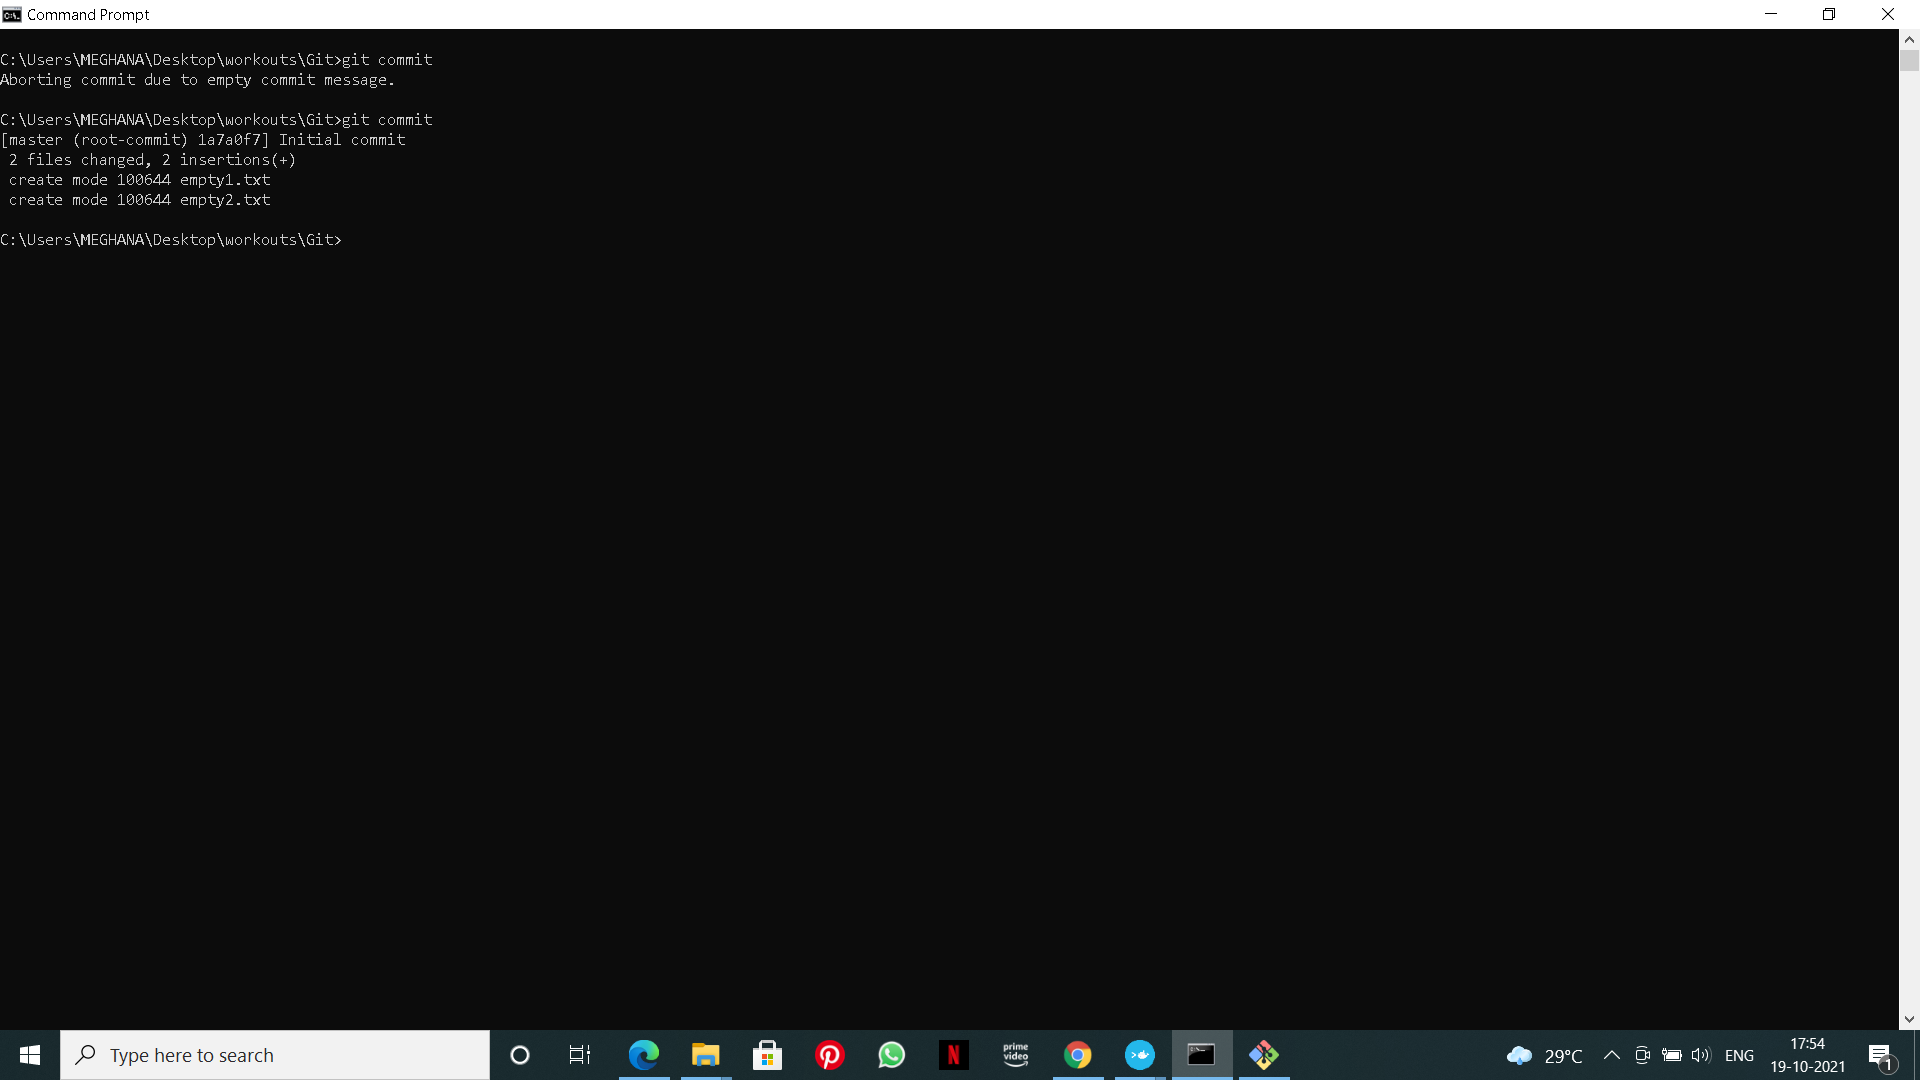 Command Prompt
C:\Users\MEGHANA\Desktop\workouts\Git>git commit
Aborting commit due to empty commit message.
C:\Users\MEGHANA\Desktop\workouts\Git>git commit
[master (root-commit) 1a7a0f7] Initial commit
2 files changed, 2 insertions(+)
create mode 100644 empty1.txt
create mode 100644 empty2.txt
C:\Users\MEGHANA\Desktop\workouts\Git>
Type here to search
N
prime video
29°C
ENG
17:54
19-10-2021
1